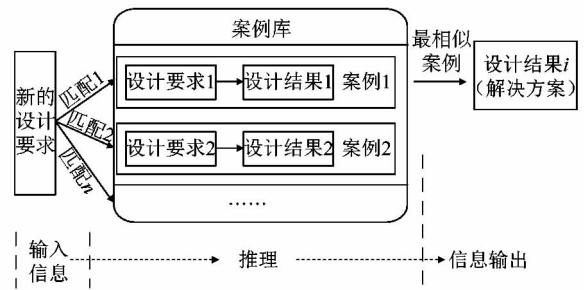 案例库
新的
设计
要求
匹配1
匹配2
匹配n
设计要求1
设计结果1
案例1
设计要求2
设计结果2
案例2
……
最相似
案例
设计结果i
(解决方案)
输入
信息
推理
信息输出